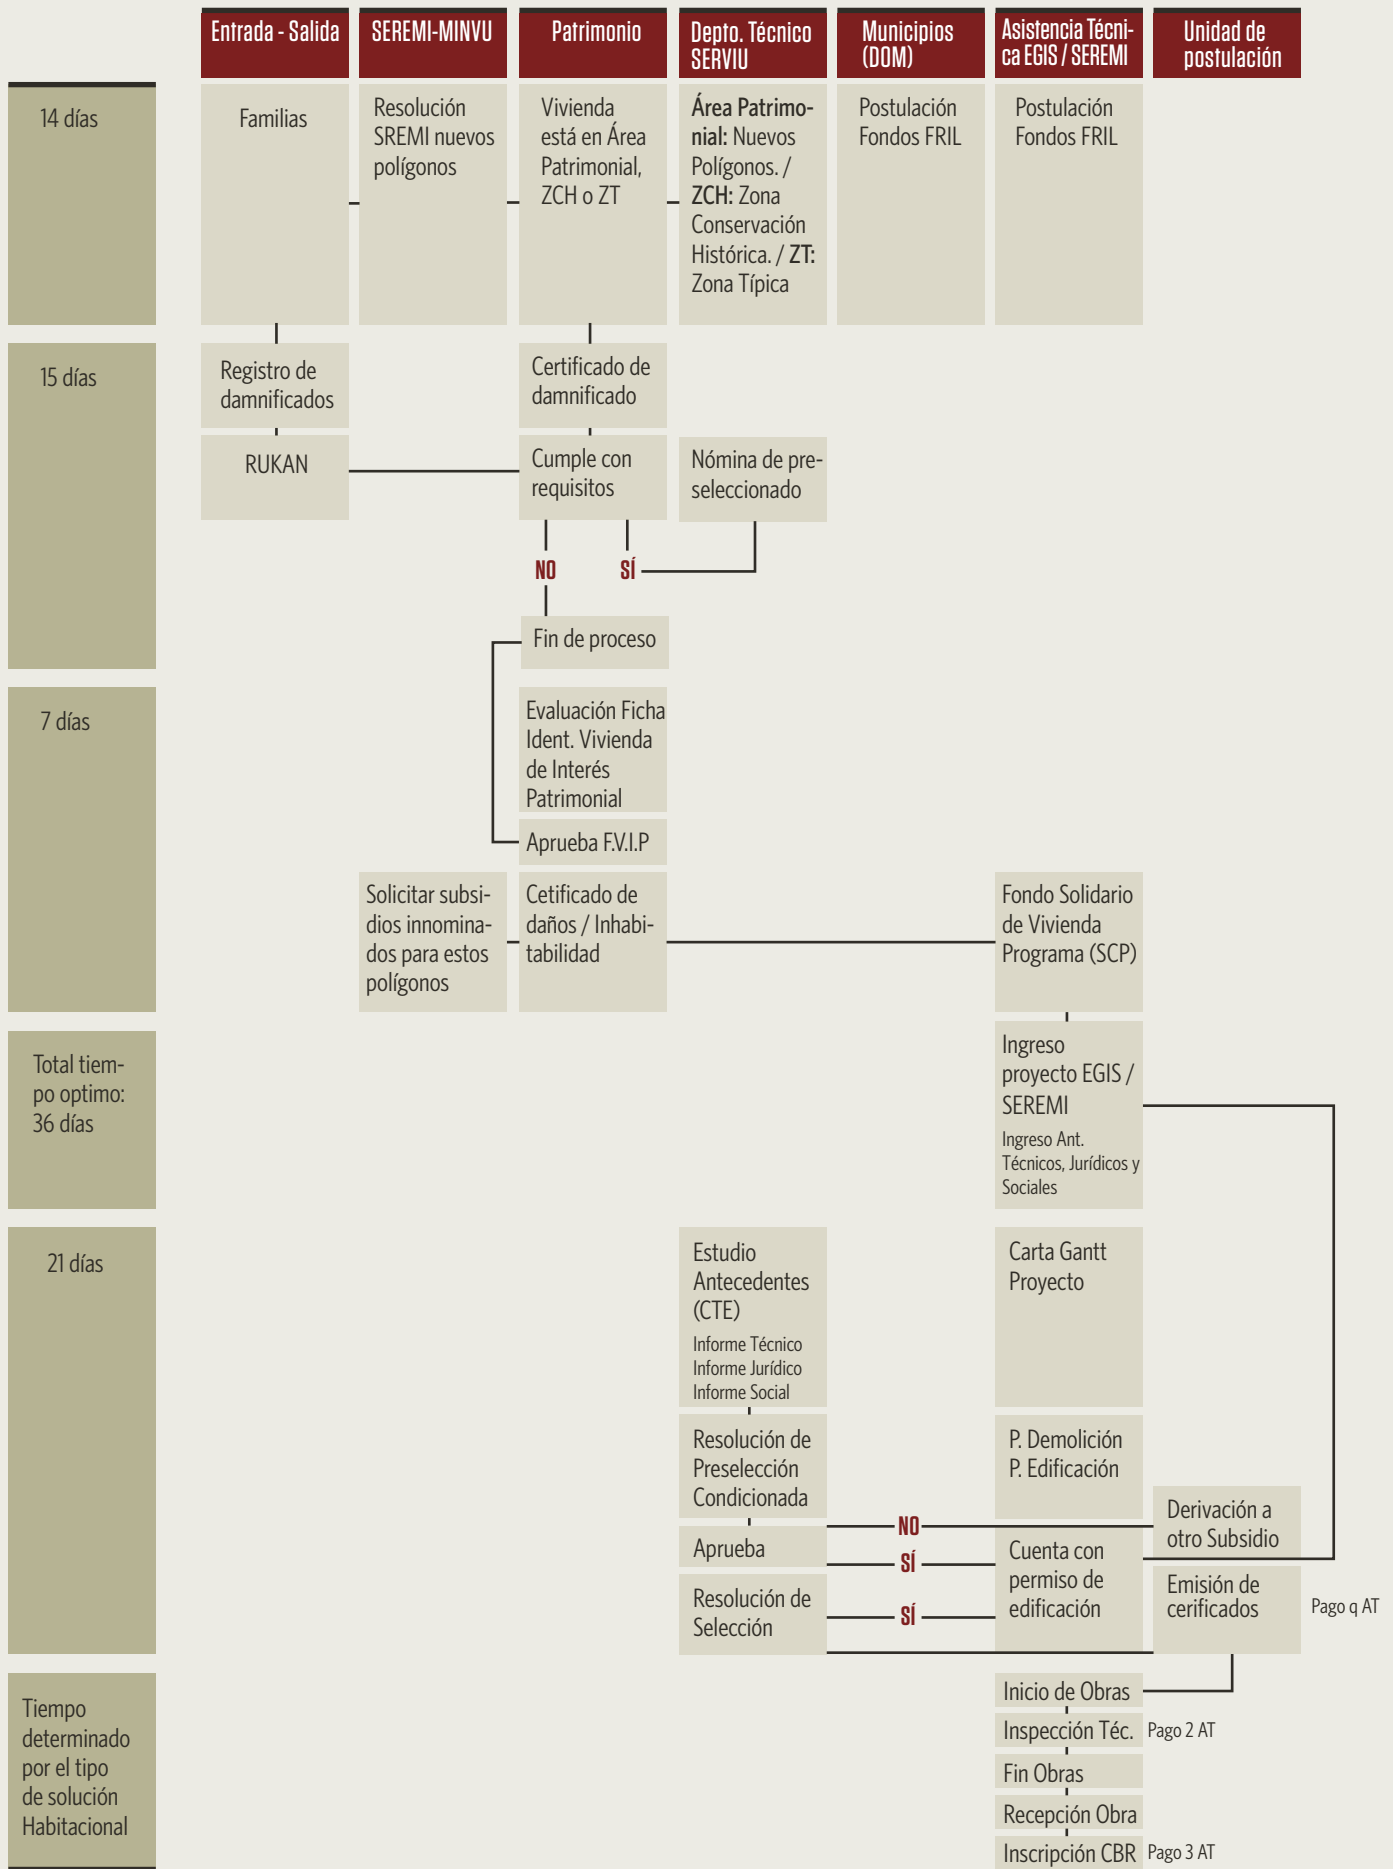 Entrada - Salida
SEREMI-MINVU
Patrimonio
Depto. Técnico
SERVIU
Municipios
(DOM)
Asistencia Técni-
ca EGIS / SEREMI
Unidad de
postulación
14 días
Familias
Resolución
SREMI nuevos
polígonos
Vivienda
está en Área
Patrimonial,
ZCH o ZT
Área Patrimo-
nial: Nuevos
Polígonos. /
ZCH: Zona
Conservación
Histórica. / ZT:
Zona Típica
Postulación
Fondos FRIL
Postulación
Fondos FRIL
15 días
Registro de
damnificados
Certificado de
damnificado
RUKAN
Cumple con
requisitos
Nómina de pre-
seleccionado
NO
SÍ
Fin de proceso
7 días
Evaluación Ficha
Ident. Vivienda
de Interés
Patrimonial
Aprueba F.V.I.P
Solicitar subsi-
dios innomina-
dos para estos
polígonos
Cetificado de
daños / Inhabi-
tabilidad
Fondo Solidario
de Vivienda
Programa (SCP)
Total tiem-
po optimo:
36 días
Ingreso
proyecto EGIS /
SEREMI
Ingreso Ant.
Técnicos, Jurídicos y
Sociales
21 días
Estudio
Antecedentes
(CTE)
Informe Técnico
Informe Jurídico
Informe Social
Carta Gantt
Proyecto
Resolución de
Preselección
Condicionada
P. Demolición
P. Edificación
Aprueba
NO
SÍ
Cuenta con
permiso de
edificación
Derivación a
otro Subsidio
Resolución de
Selección
SÍ
Emisión de
cerificados
Pago q AT
Tiempo
determinado
por el tipo
de solución
Habitacional
Inicio de Obras
Inspección Téc.
Pago 2 AT
Fin Obras
Recepción Obra
Inscripción CBR
Pago 3 AT